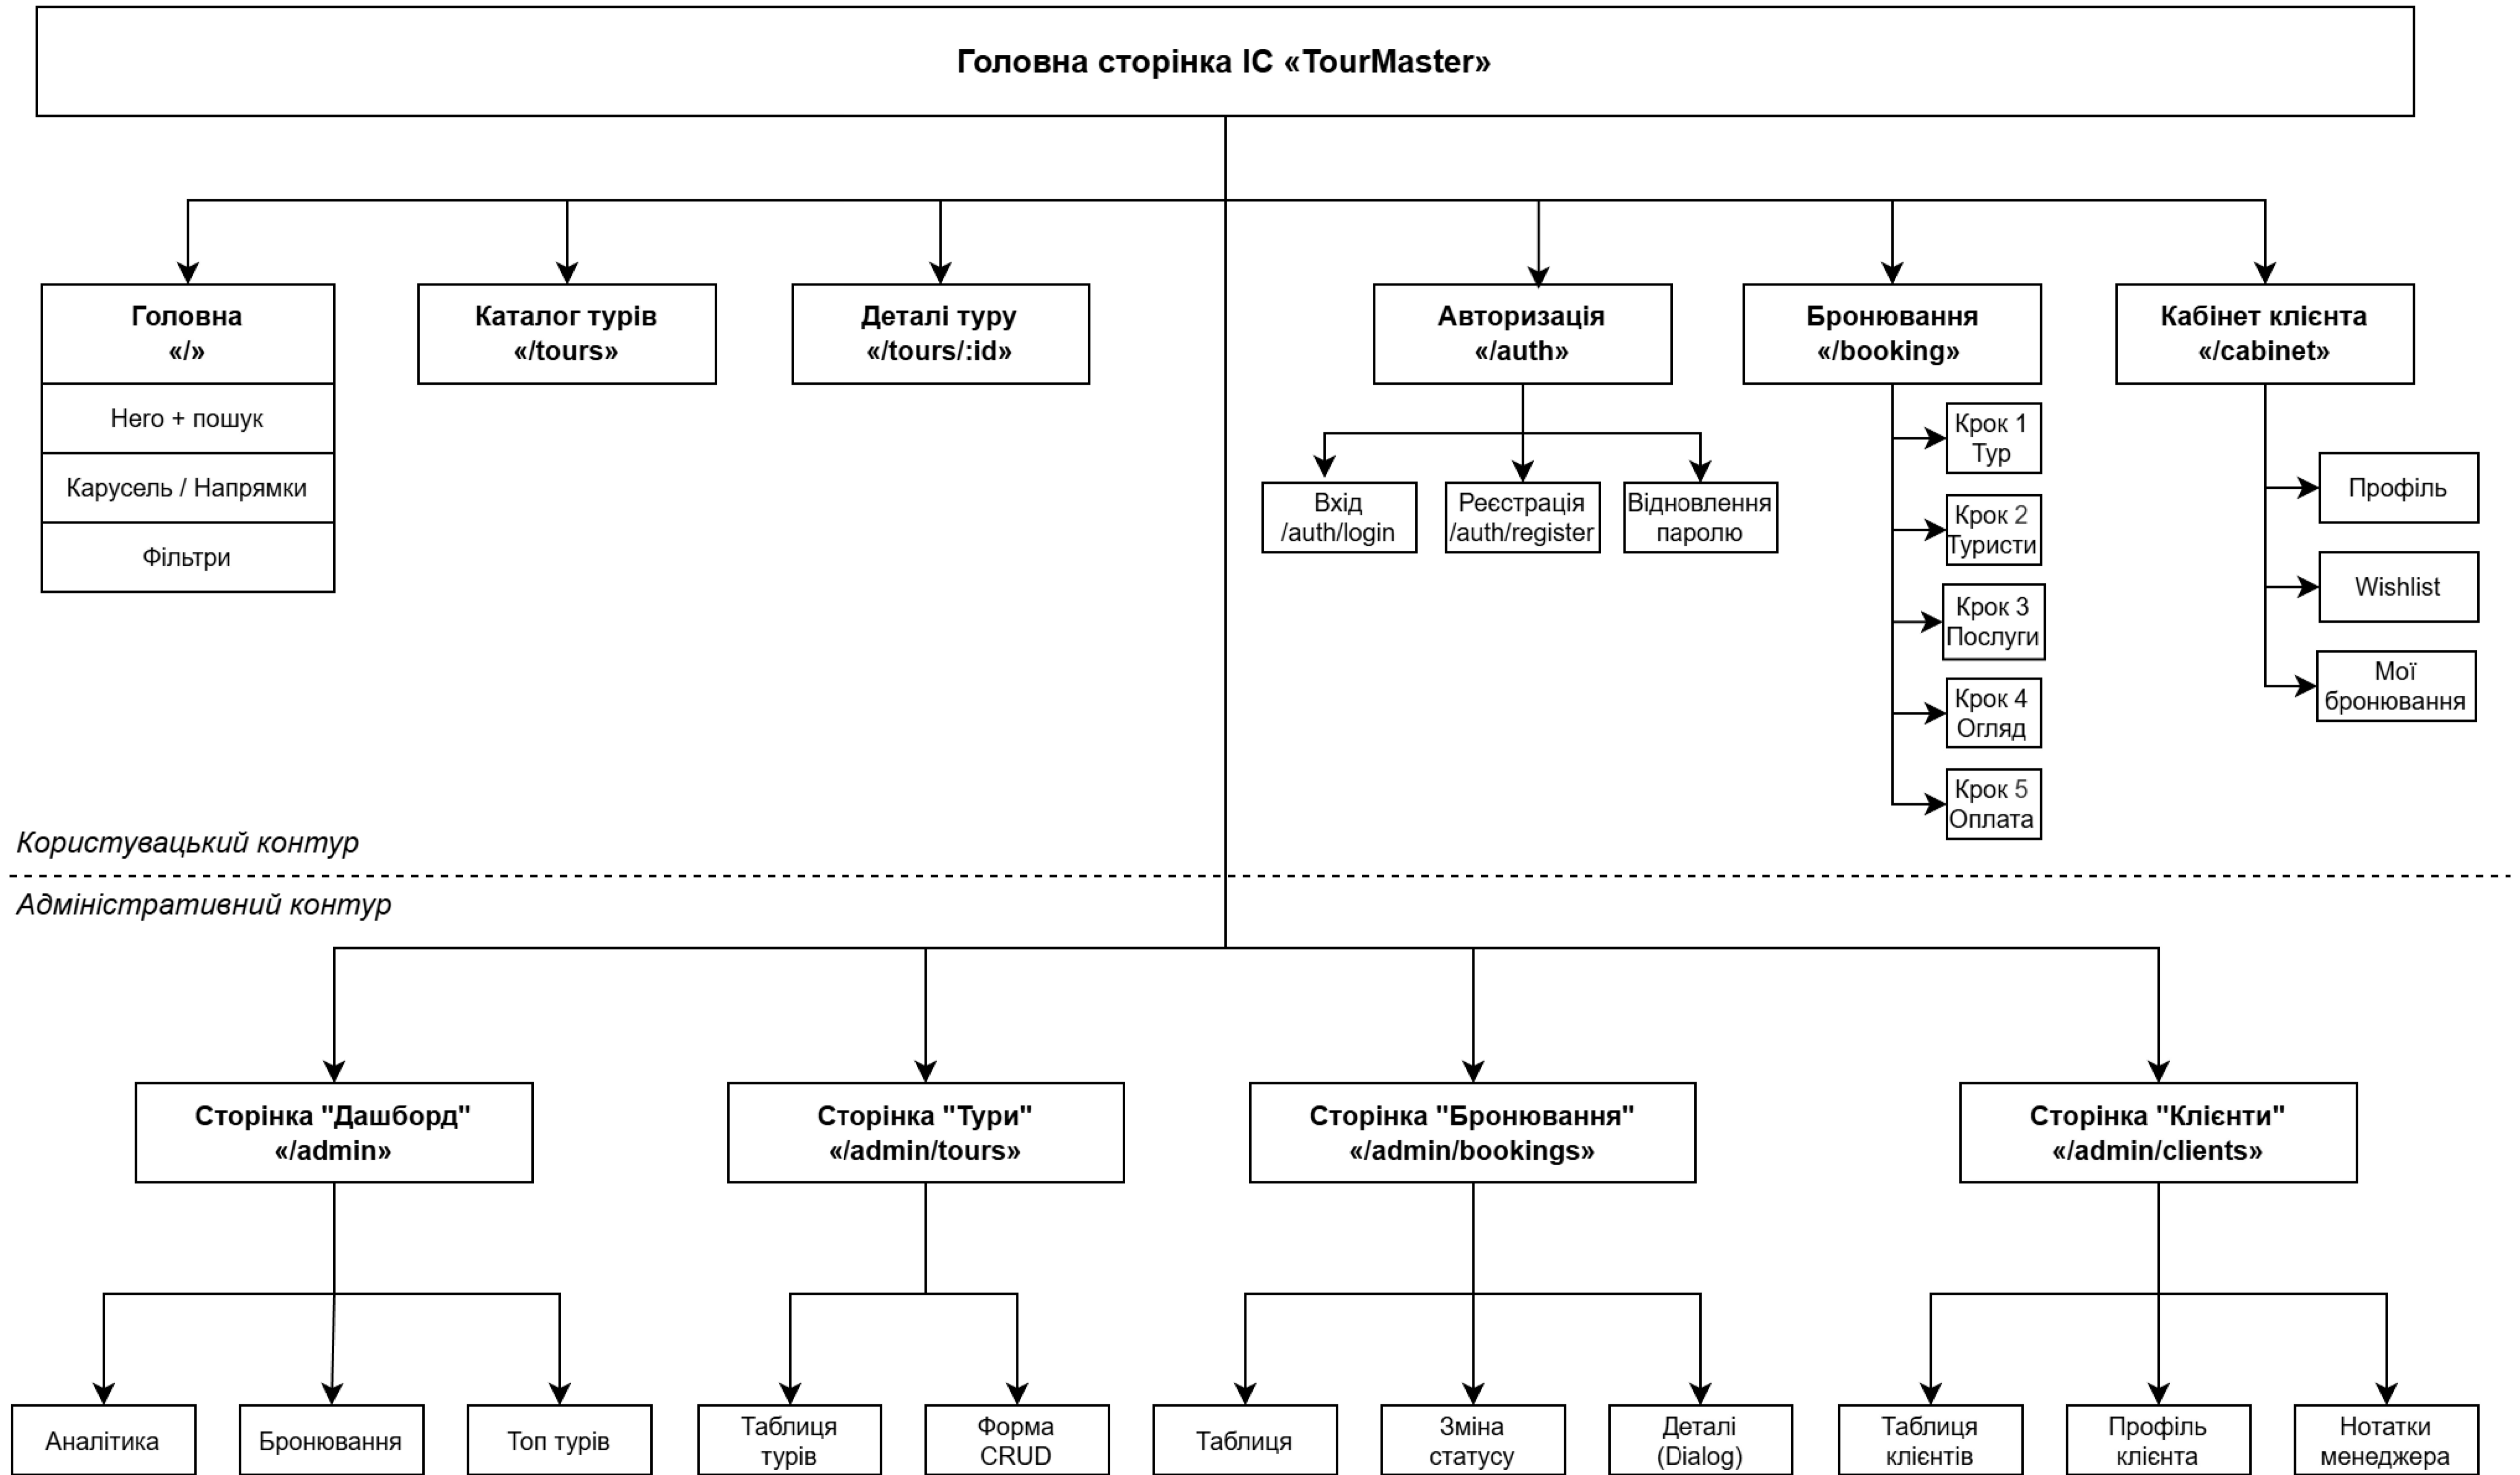 Головна сторінка ІС «TourMaster»
Головна
«/»
Hero + пошук
Карусель / Напрямки
Фільтри
Каталог турів
«/tours»
Деталі туру
«/tours/:id»
Авторизація
«/auth»
Вхід
/auth/login
Реєстрація
/auth/register
Відновлення
паролю
Бронювання
«/booking»
Крок 1
Тур
Крок 2
Туристи
Крок 3
Послуги
Крок 4
Огляд
Крок 5
Оплата
Кабінет клієнта
«/cabinet»
Профіль
Wishlist
Мої
бронювання
Користувацький контур
Адміністративний контур
Сторінка "Дашборд"
«/admin»
Аналітика
Бронювання
Топ турів
Сторінка "Тури"
«/admin/tours»
Таблиця
турів
Форма
CRUD
Сторінка "Бронювання"
«/admin/bookings»
Таблиця
Зміна
статусу
Деталі
(Dialog)
Сторінка "Клієнти"
«/admin/clients»
Таблиця
клієнтів
Профіль
клієнта
Нотатки
менеджера